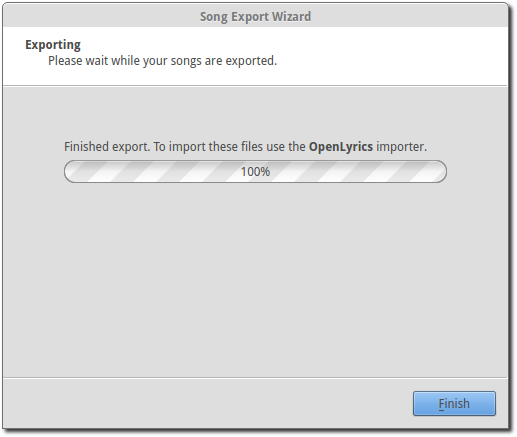 Song Export Wizard
Exporting
Please wait while your songs are exported.
Finished export. To import these files use the OpenLyrics importer.
100%
Finish